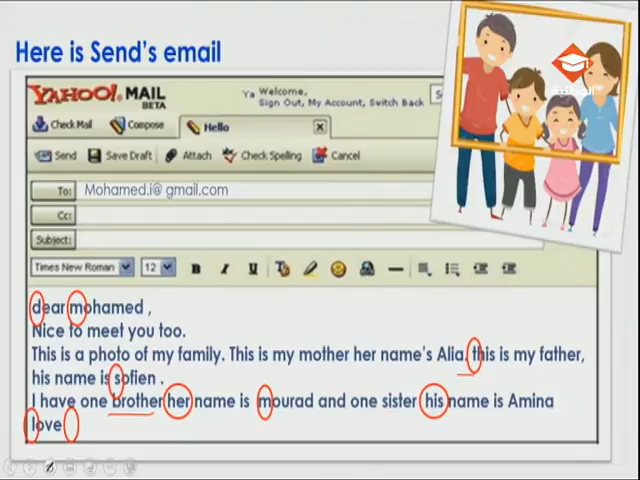 Here is Send's email
الوطنية
YAHOO! MAIL
BETA
Ya Welcome,
Sign Out, My Account, Switch Back
S
Check Mail Compose Hello
Send Save Draft Attach Check Spelling Cancel
To: Mohamed.i@ gmail.com
Cc:
Subject:
Times New Roman 12 B I U
dear mohamed ,
Nice to meet you too.
This is a photo of my family. This is my mother her name's Alia. this is my father,
his name is sofien .
I have one brother her name is mourad and one sister his name is Amina
love